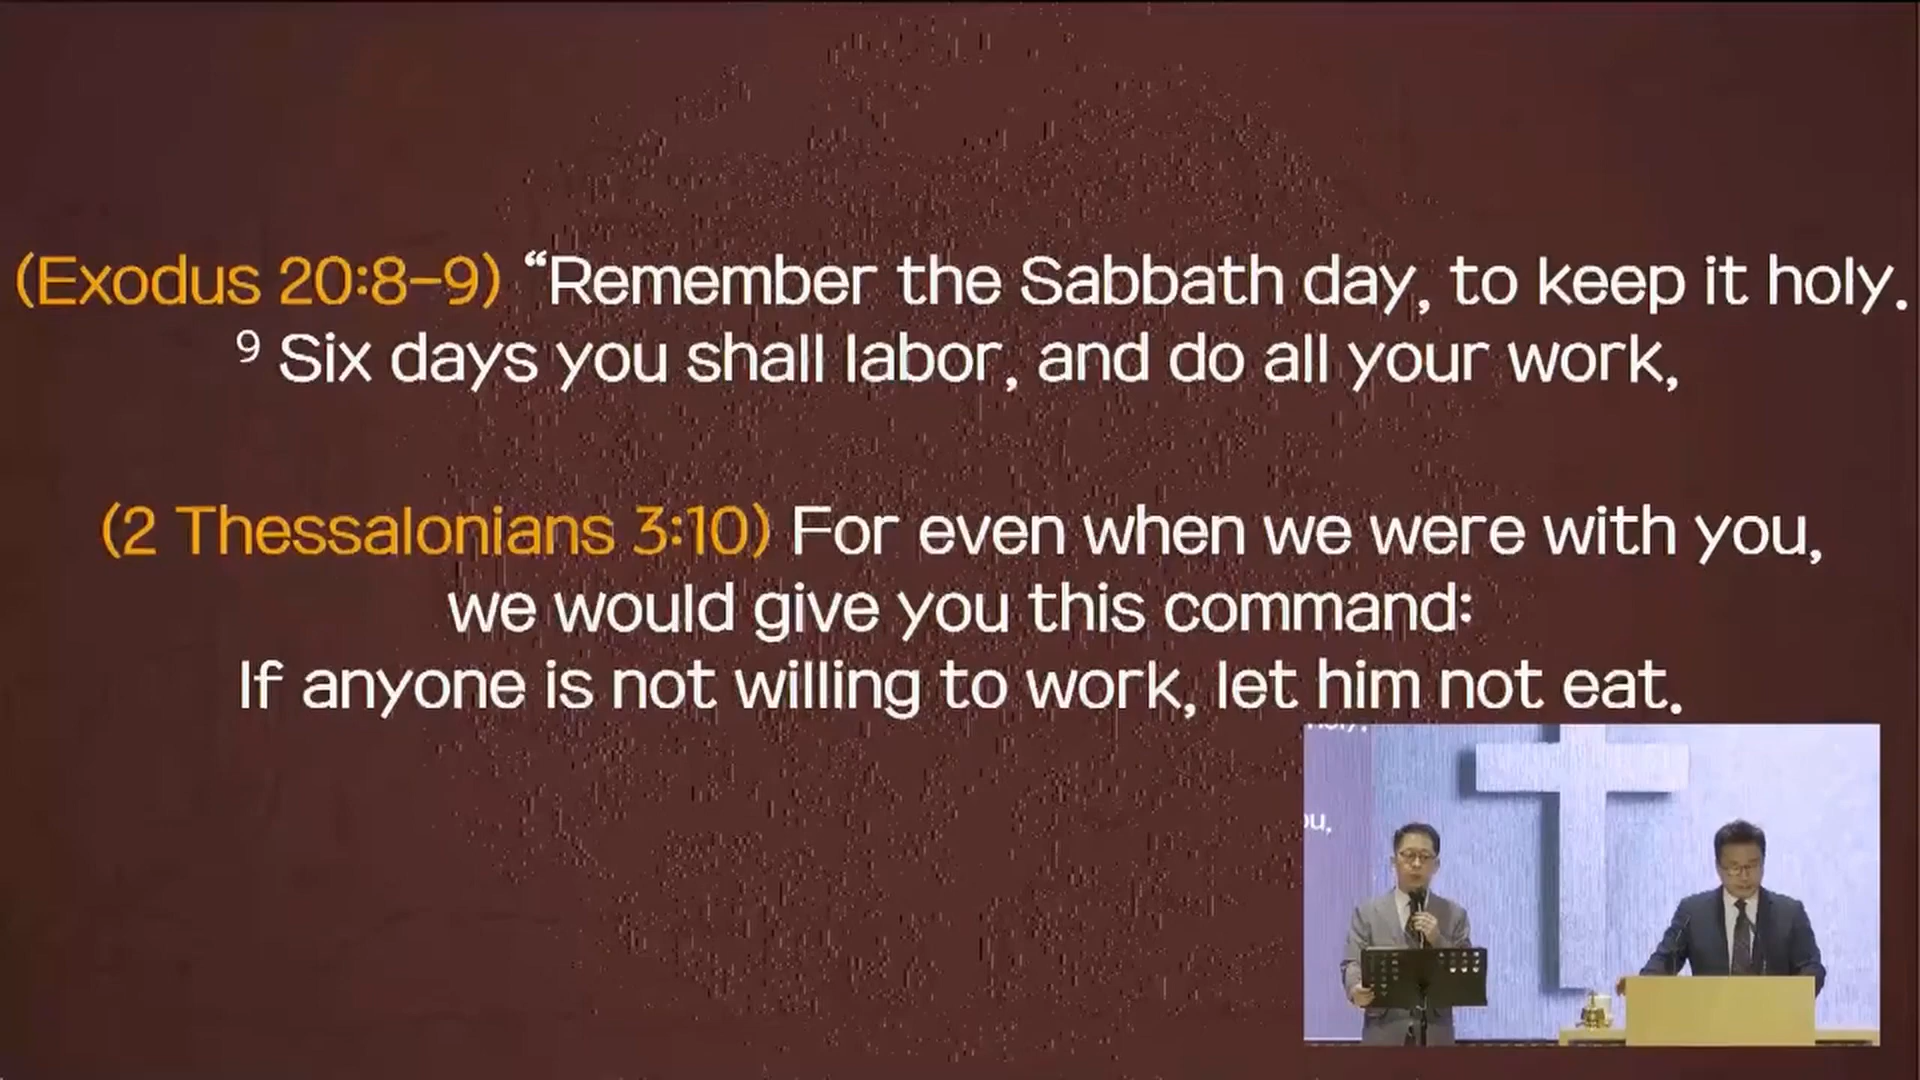 (Exodus 20:8-9) “Remember the Sabbath day, to keep it holy.
⁹ Six days you shall labor, and do all your work,
(2 Thessalonians 3:10) For even when we were with you,
we would give you this command:
If anyone is not willing to work, let him not eat.
ou,